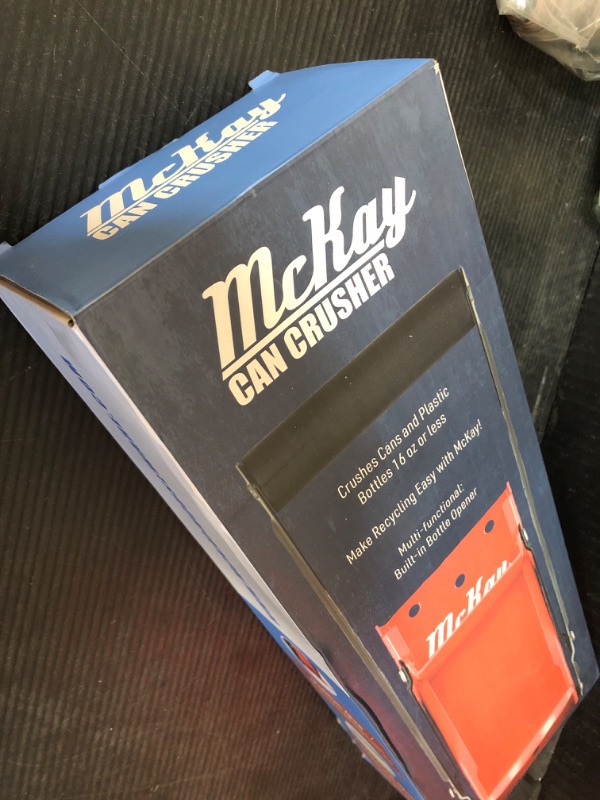 McKay
CAN CRUSHER
McKay
CAN CRUSHER
Crushes Cans and Plastic
Bottles 16 oz or less
Make Recycling Easy with McKay!
Multi-functional:
Built-in Bottle Opener
McKay